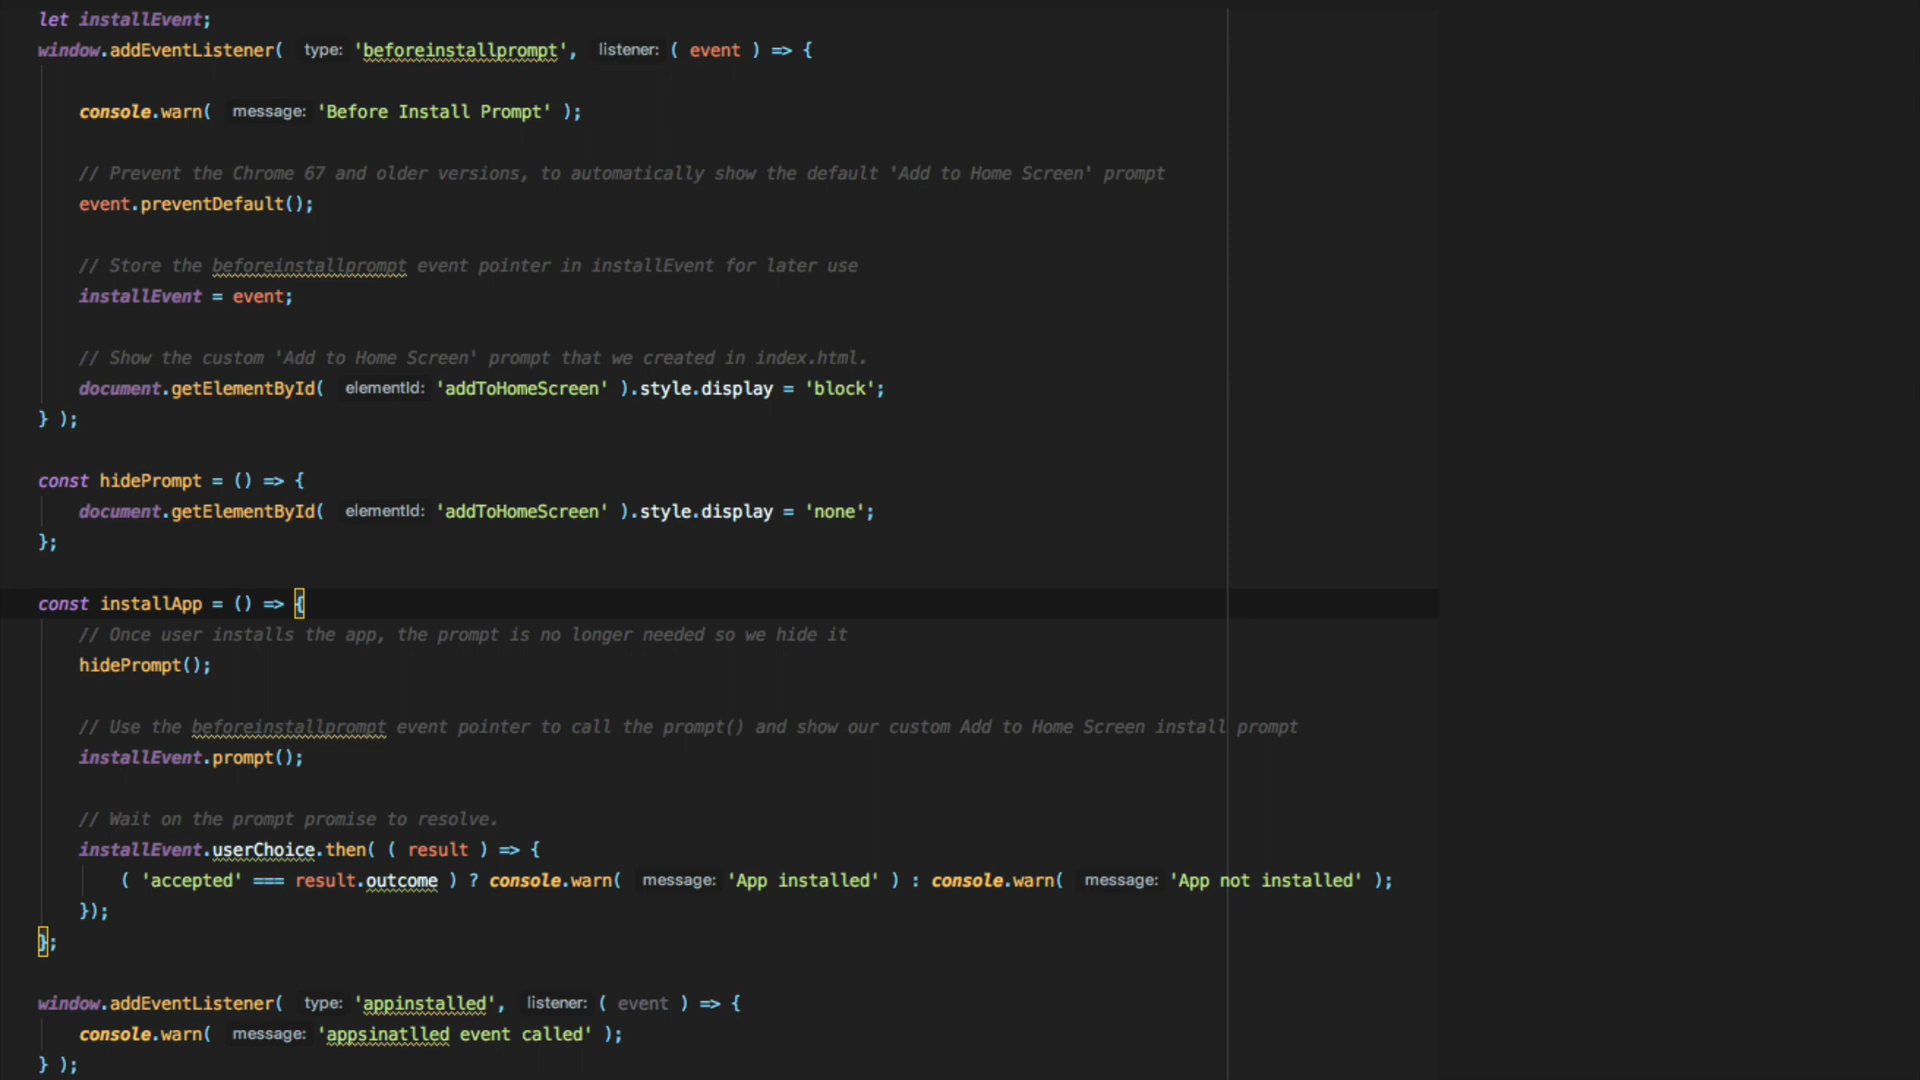 let installEvent;
window.addEventListener( type: 'beforeinstallprompt', listener: ( event ) => {
console.warn( message: 'Before Install Prompt' );
// Prevent the Chrome 67 and older versions, to automatically show the default 'Add to Home Screen' prompt
event.preventDefault();
// Store the beforeinstallprompt event pointer in installEvent for later use
installEvent = event;
// Show the custom 'Add to Home Screen' prompt that we created in index.html.
document.getElementById( elementId: 'addToHomeScreen' ).style.display = 'block';
} );
const hidePrompt = () => {
document.getElementById( elementId: 'addToHomeScreen' ).style.display = 'none';
};
const installApp = () => {
// Once user installs the app, the prompt is no longer needed so we hide it
hidePrompt();
// Use the beforeinstallprompt event pointer to call the prompt() and show our custom Add to Home Screen install prompt
installEvent.prompt();
// Wait on the prompt promise to resolve.
installEvent.userChoice.then( ( result ) => {
( 'accepted' === result.outcome ) ? console.warn( message: 'App installed' ) : console.warn( message: 'App not installed' );
});
};
window.addEventListener( type: 'appinstalled', listener: ( event ) => {
console.warn( message: 'appsinatlled event called' );
} );